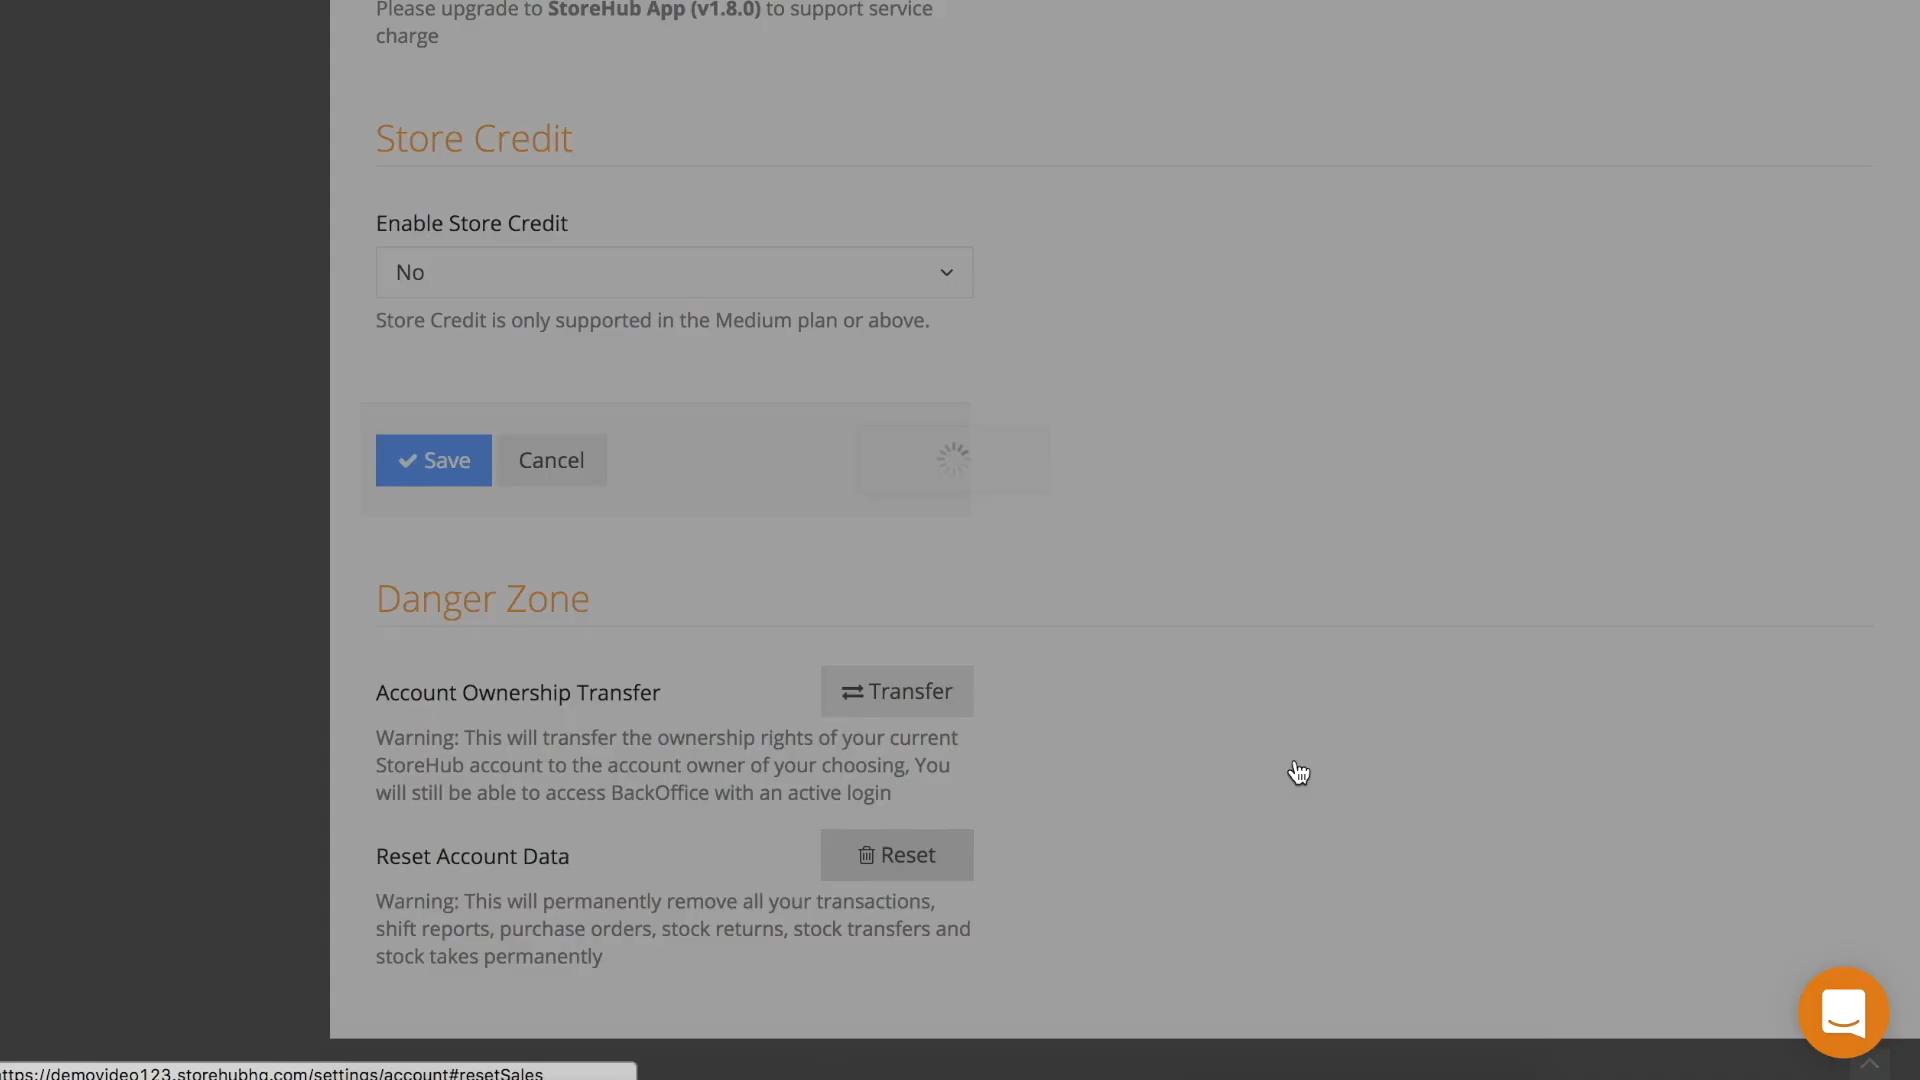 Please upgrade to StoreHub App (v1.8.0) to support service
charge
Store Credit
Enable Store Credit
No
Store Credit is only supported in the Medium plan or above.
Save
Cancel
Danger Zone
Account Ownership Transfer
Transfer
Warning: This will transfer the ownership rights of your current
StoreHub account to the account owner of your choosing, You
will still be able to access BackOffice with an active login
Reset Account Data
Reset
Warning: This will permanently remove all your transactions,
shift reports, purchase orders, stock returns, stock transfers and
stock takes permanently
ttps://demovideo123.storehubhq.com/settings/account#resetSales